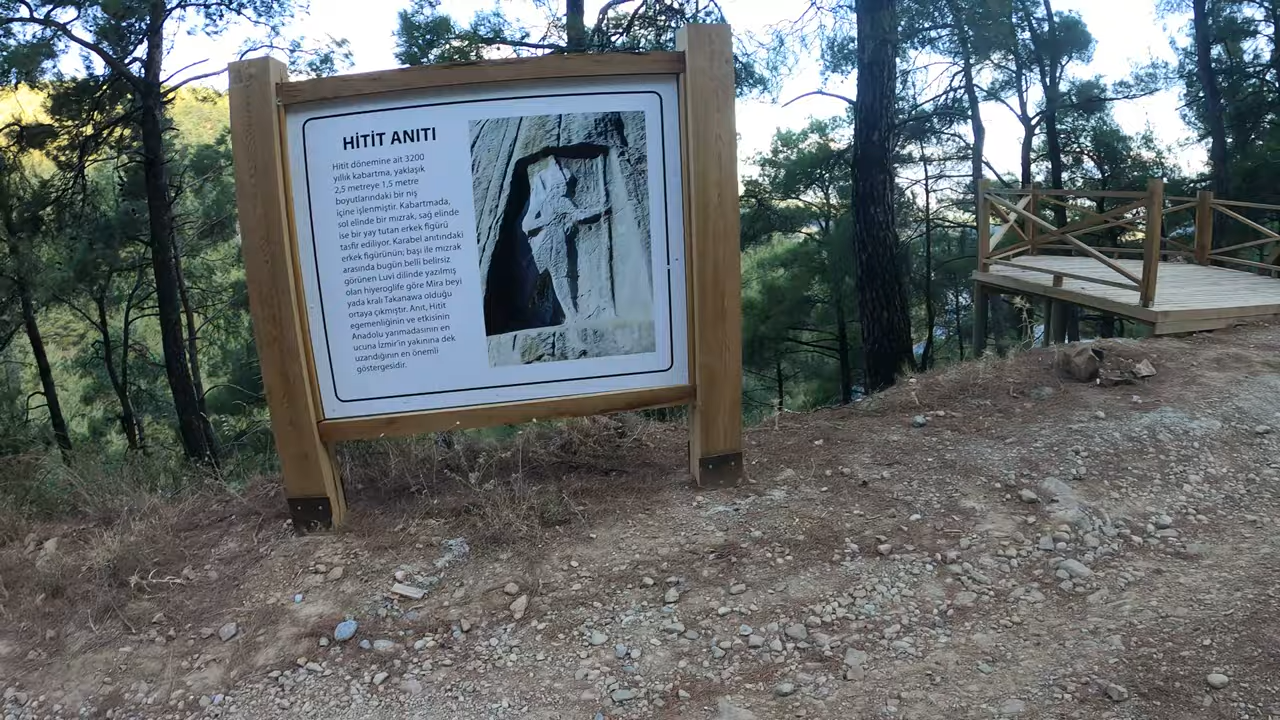 HİTİT ANITI
Hitit dönemine ait 3200
yıllık kabartma, yaklaşık
2,5 metreye 1,5 metre
boyutlarındaki bir niş
içine işlenmiştir. Kabartmada,
sol elinde bir mızrak, sağ elinde
ise bir yay tutan erkek figürü
tasfir ediliyor. Karabel anıtındaki
erkek figürünün; başı ile mızrak
arasında bugün belli belirsiz
görünen Luvi dilinde yazılmış
olan hiyeroglife göre Mira beyi
yada kralı Takanawa olduğu
ortaya çıkmıştır. Anıt, Hitit
egemenliğinin ve etkisinin
Anadolu yarımadasının en
ucuna İzmir'in yakınına dek
uzandığının en önemli
göstergesidir.